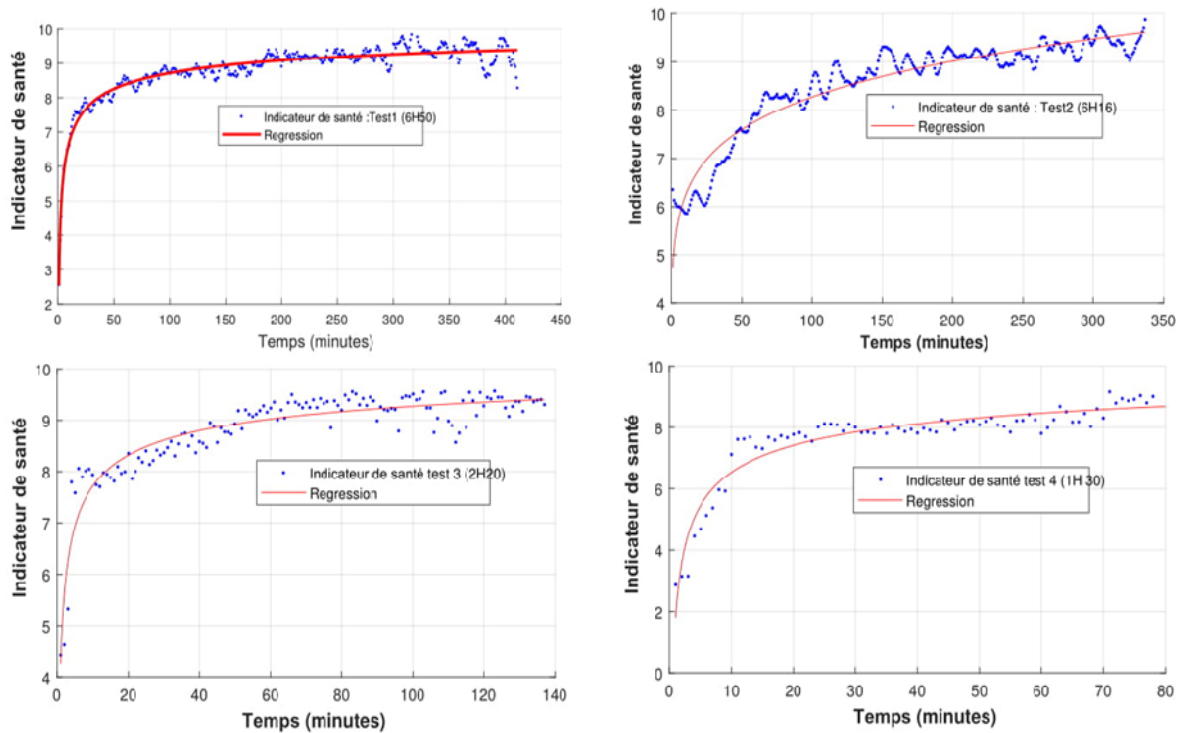 10
9
8
7
6
5
4
3
2
Indicateur de santé
Indicateur de santé :Test1 (6H50)
Regression
0 50 100 150 200 250 300 350 400 450
Temps (minutes)
10
9
8
7
6
5
4
Indicateur de santé
Indicateur de santé : Test2 (5H16)
Regression
0 50 100 150 200 250 300 350
Temps (minutes)
10
9
8
7
6
5
4
Indicateur de santé
Indicateur de santé test 3 (2H20)
Regression
0 20 40 60 80 100 120 140
Temps (minutes)
10
8
6
4
2
0
Indicateur de santé
Indicateur de santé test 4 (1H30)
Regression
0 10 20 30 40 50 60 70 80
Temps (minutes)